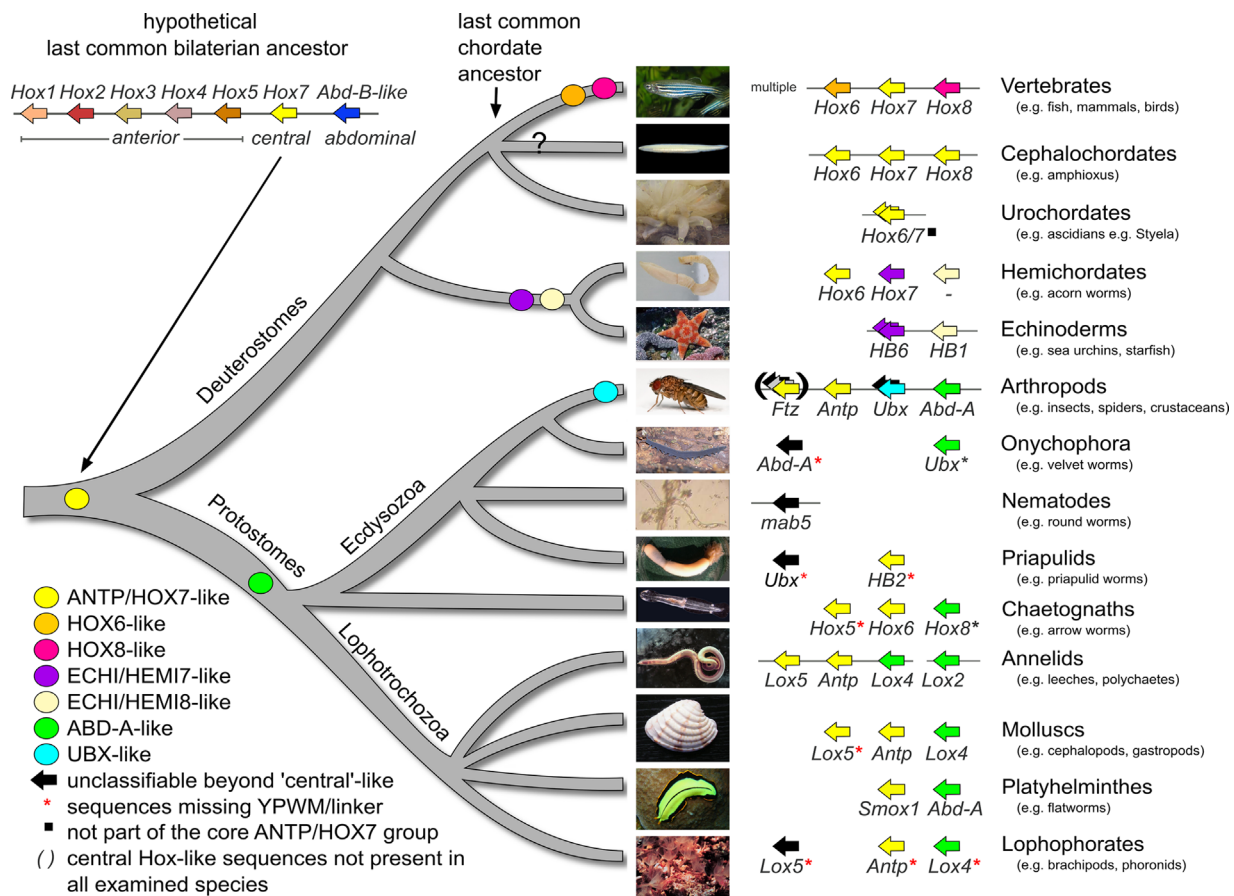 hypothetical
last common bilaterian ancestor
Hox1 Hox2 Hox3 Hox4 Hox5 Hox7 Abd-B-like
anterior central abdominal
last common
chordate
ancestor
?
Deuterostomes
Protostomes
Ecdysozoa
Lophotrochozoa
ANTP/HOX7-like
HOX6-like
HOX8-like
ECHI/HEMI7-like
ECHI/HEMI8-like
ABD-A-like
UBX-like
unclassifiable beyond 'central'-like
* sequences missing YPWM/linker
■ not part of the core ANTP/HOX7 group
( ) central Hox-like sequences not present in
all examined species
multiple
Hox6 Hox7 Hox8
Vertebrates
(e.g. fish, mammals, birds)
Hox6 Hox7 Hox8
Cephalochordates
(e.g. amphioxus)
Hox6/7■
Urochordates
(e.g. ascidians e.g. Styela)
Hox6 Hox7 -
Hemichordates
(e.g. acorn worms)
HB6 HB1
Echinoderms
(e.g. sea urchins, starfish)
( )
Ftz Antp Ubx Abd-A
Arthropods
(e.g. insects, spiders, crustaceans)
Abd-A* Ubx*
Onychophora
(e.g. velvet worms)
mab5
Nematodes
(e.g. round worms)
Ubx* HB2*
Priapulids
(e.g. priapulid worms)
Hox5* Hox6 Hox8*
Chaetognaths
(e.g. arrow worms)
Lox5 Antp Lox4 Lox2
Annelids
(e.g. leeches, polychaetes)
Lox5* Antp Lox4
Molluscs
(e.g. cephalopods, gastropods)
Smox1 Abd-A
Platyhelminthes
(e.g. flatworms)
Lox5* Antp* Lox4*
Lophophorates
(e.g. brachipods, phoronids)